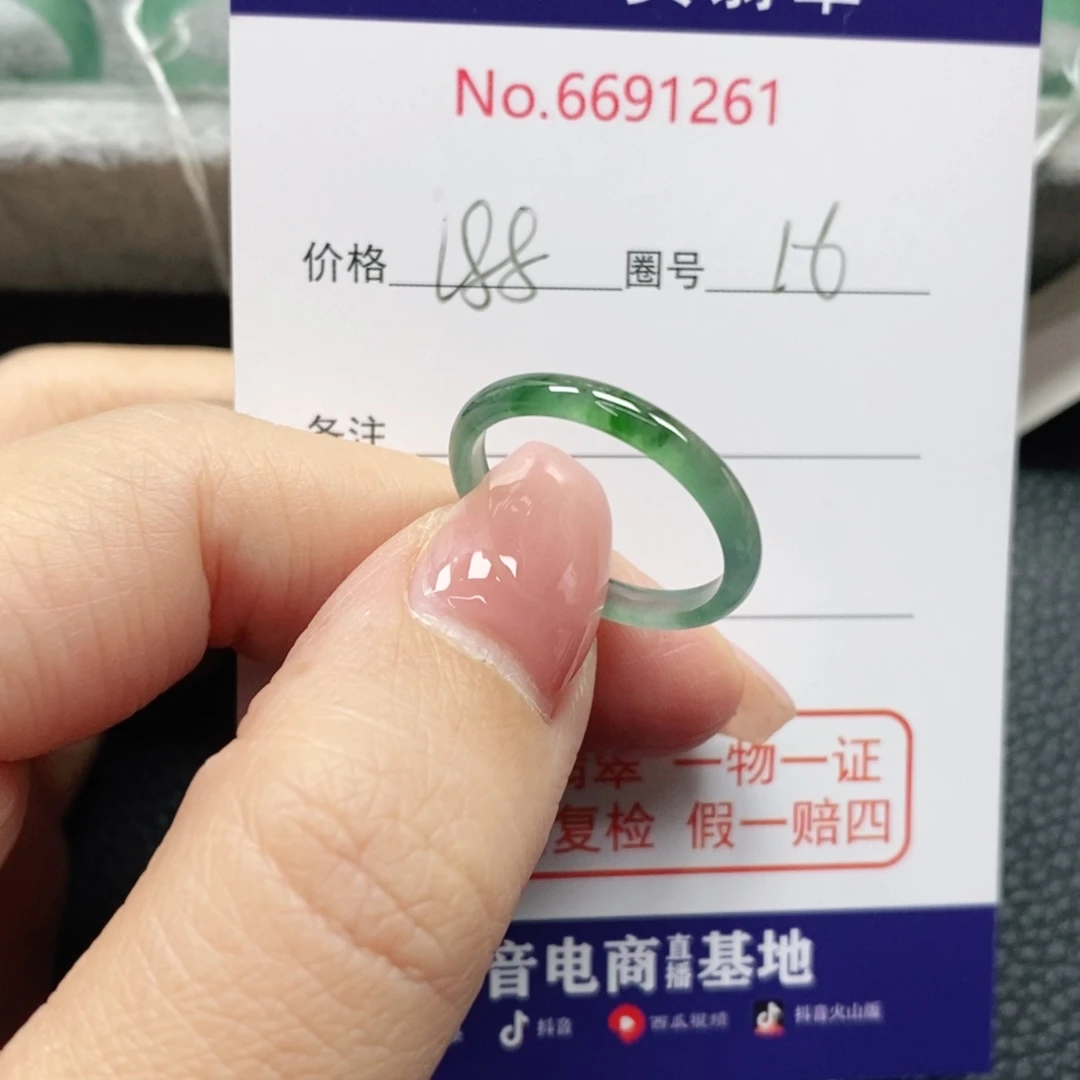 No.6691261
价格 188 圈号 16
备注
翠 一物一证
复检 假一赔四
音电商直播基地
抖音 西瓜视频 抖音火山版